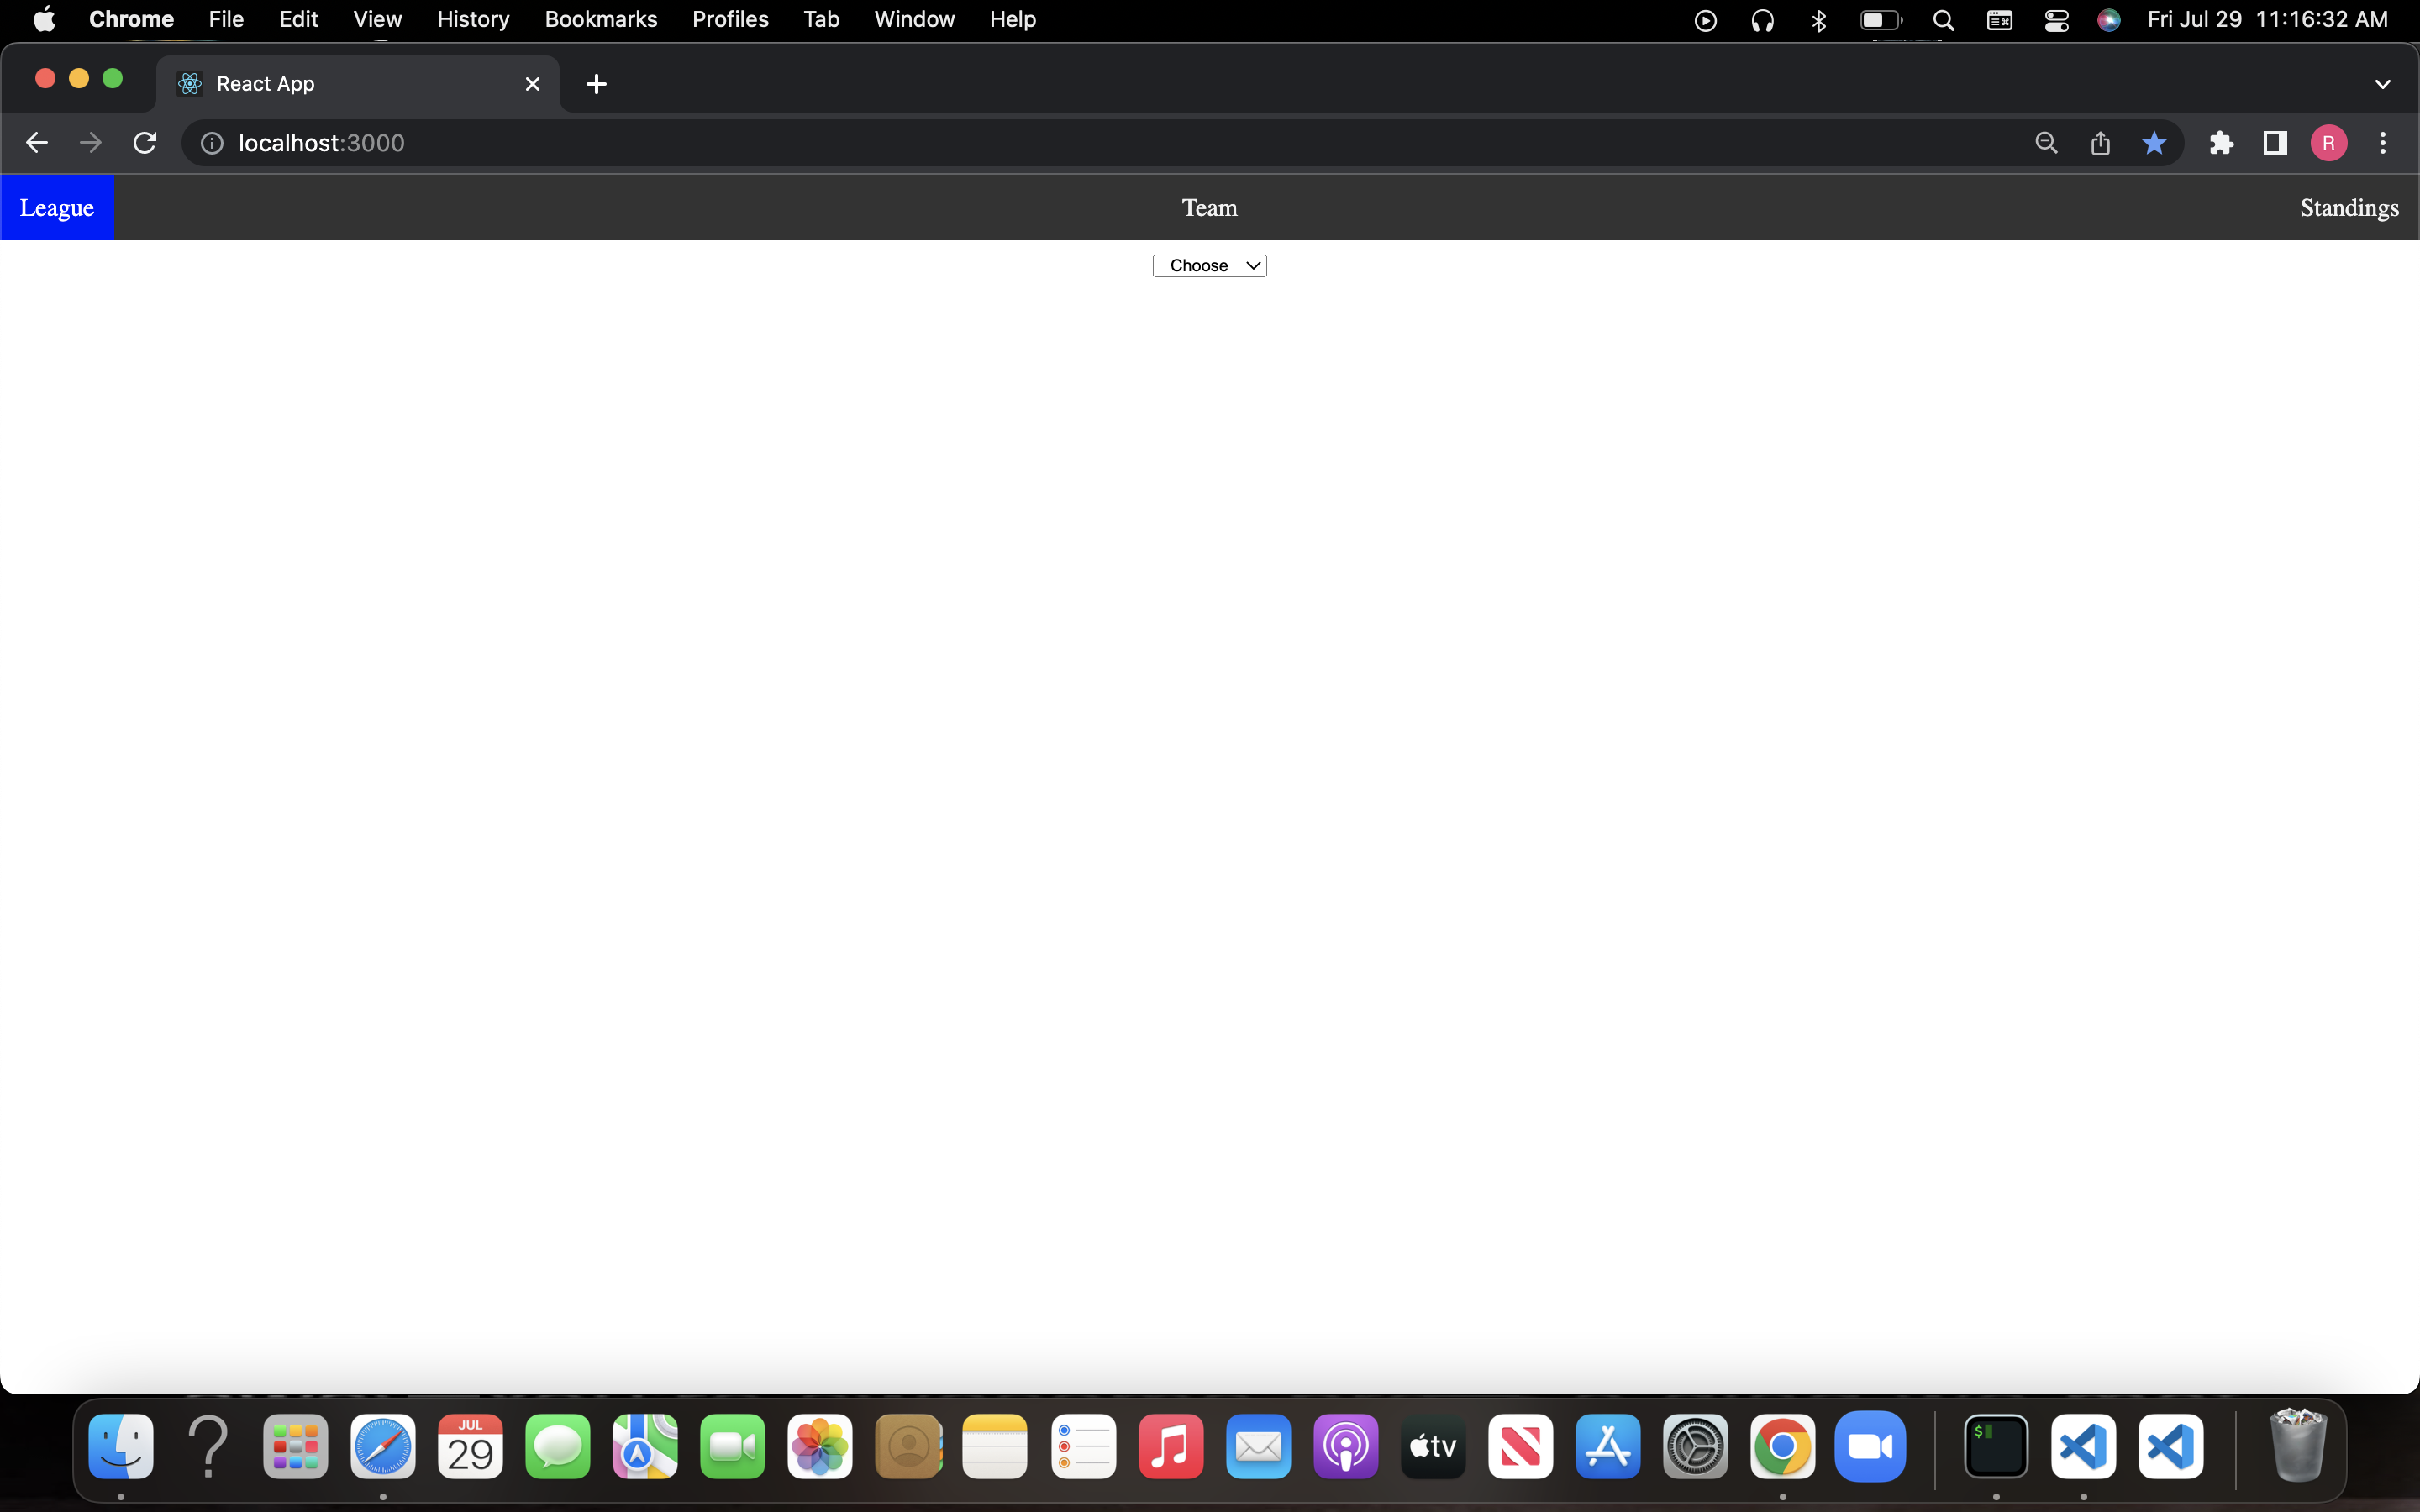 Chrome File Edit View History Bookmarks Profiles Tab Window Help Fri Jul 29 11:16:32 AM
React App
localhost:3000 R
League Team Standings
Choose
JUL
29
tv
$